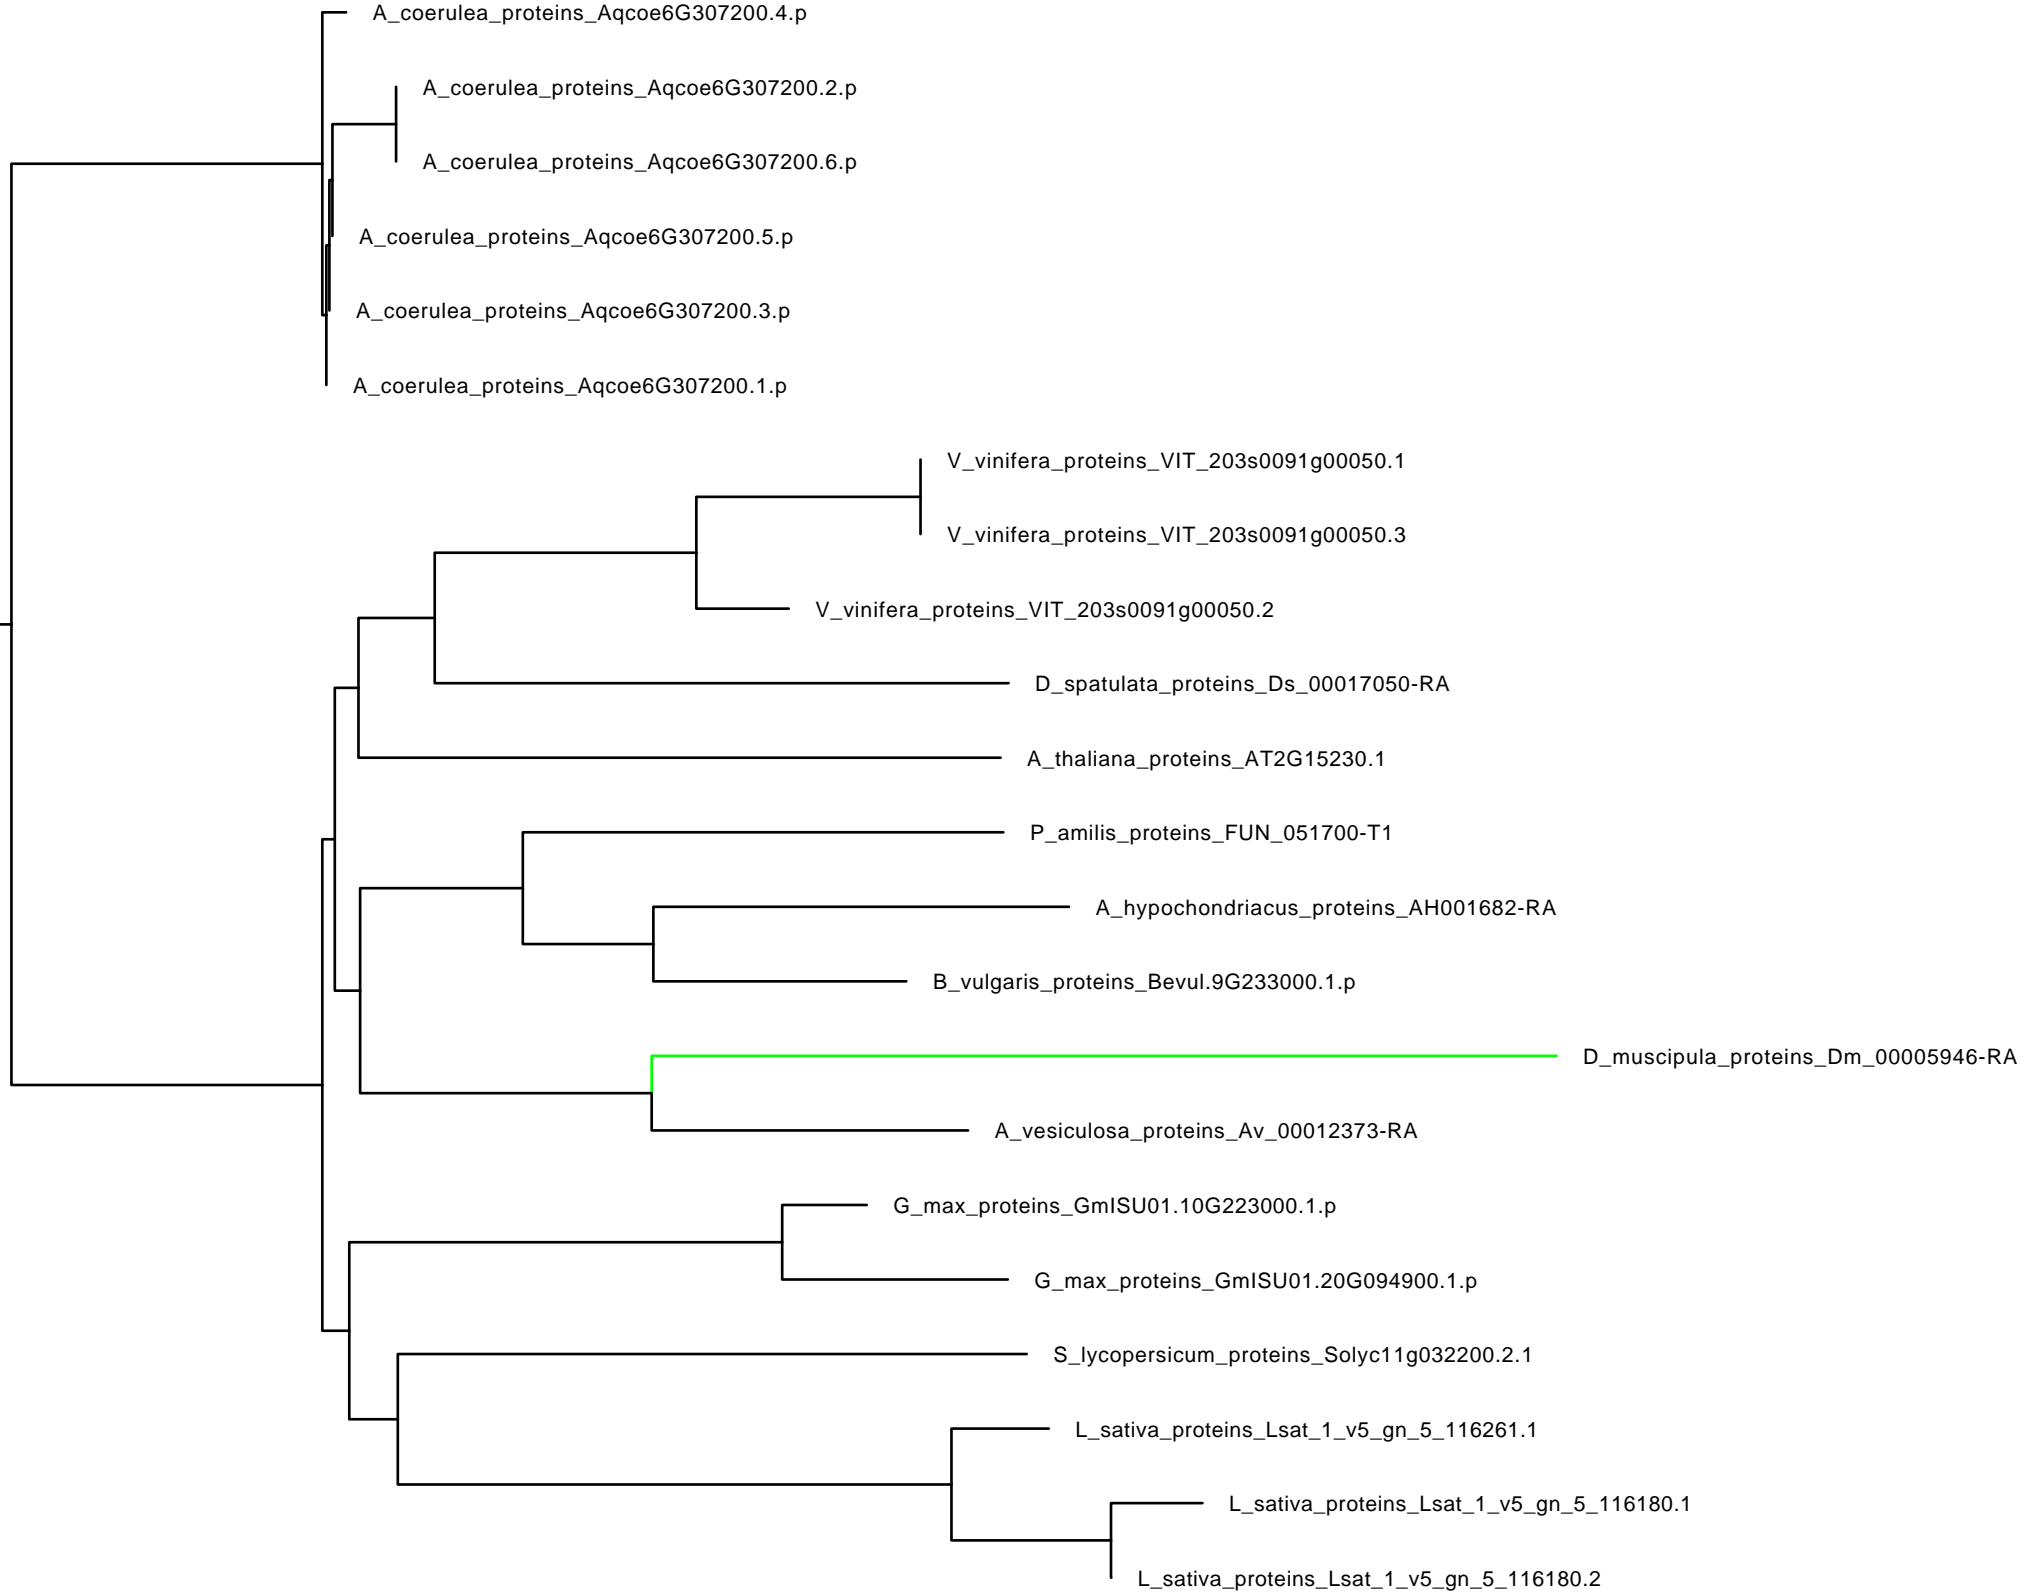 A_coerulea_proteins_Aqcoe6G307200.4.p
A_coerulea_proteins_Aqcoe6G307200.2.p
A_coerulea_proteins_Aqcoe6G307200.6.p
A_coerulea_proteins_Aqcoe6G307200.5.p
A_coerulea_proteins_Aqcoe6G307200.3.p
A_coerulea_proteins_Aqcoe6G307200.1.p
V_vinifera_proteins_VIT_203s0091g00050.1
V_vinifera_proteins_VIT_203s0091g00050.3
V_vinifera_proteins_VIT_203s0091g00050.2
D_spatulata_proteins_Ds_00017050-RA
A_thaliana_proteins_AT2G15230.1
P_amilis_proteins_FUN_051700-T1
A_hypochondriacus_proteins_AH001682-RA
B_vulgaris_proteins_Bevul.9G233000.1.p
D_muscipula_proteins_Dm_00005946-RA
A_vesiculosa_proteins_Av_00012373-RA
G_max_proteins_GmISU01.10G223000.1.p
G_max_proteins_GmISU01.20G094900.1.p
S_lycopersicum_proteins_Solyc11g032200.2.1
L_sativa_proteins_Lsat_1_v5_gn_5_116261.1
L_sativa_proteins_Lsat_1_v5_gn_5_116180.1
L_sativa_proteins_Lsat_1_v5_gn_5_116180.2